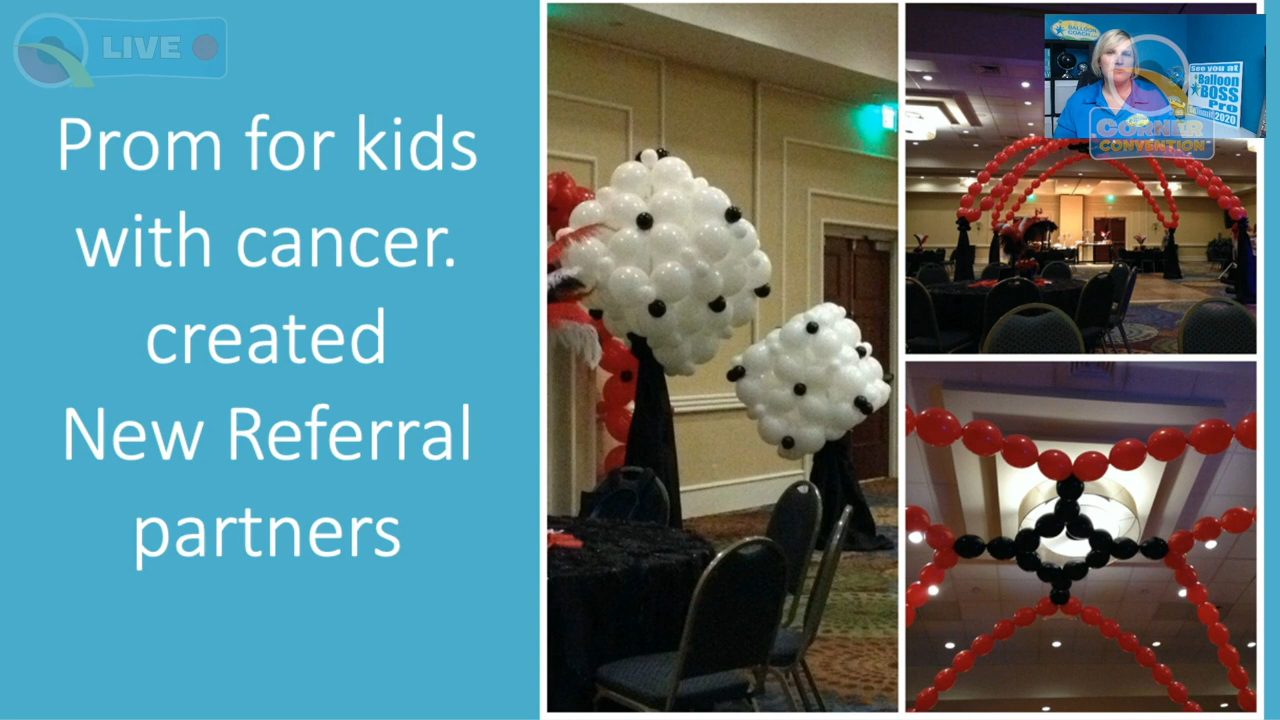 LIVE
Prom for kids
with cancer.
created
New Referral
partners
BALLOON
COACH
See you at
Balloon
BOSS
Pro
Summit 2020
CORNER
CONVENTION